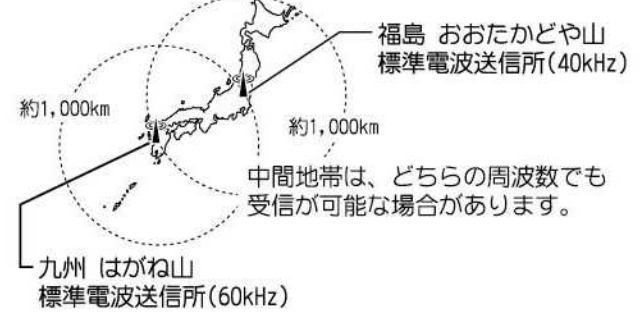 福島 おおたかどや山
標準電波送信所(40kHz)
約1,000km
約1,000km
中間地帯は、どちらの周波数でも
受信が可能な場合があります。
九州 はがね山
標準電波送信所(60kHz)